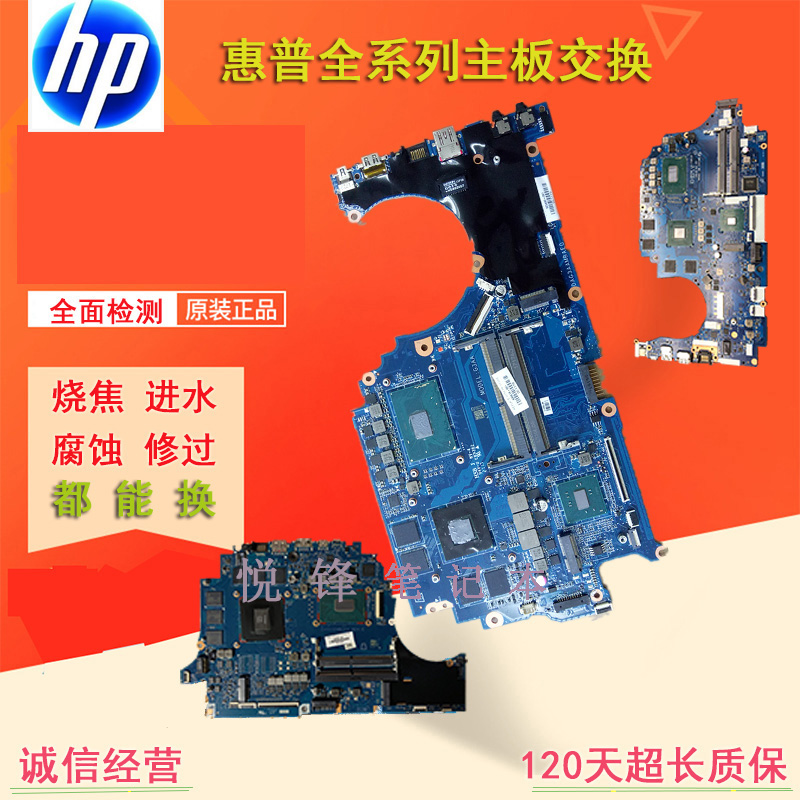 hp
惠普全系列主板交换
全面检测 原装正品
烧焦 进水
腐蚀 修过
都能换
悦锋笔记本
诚信经营
120天超长质保